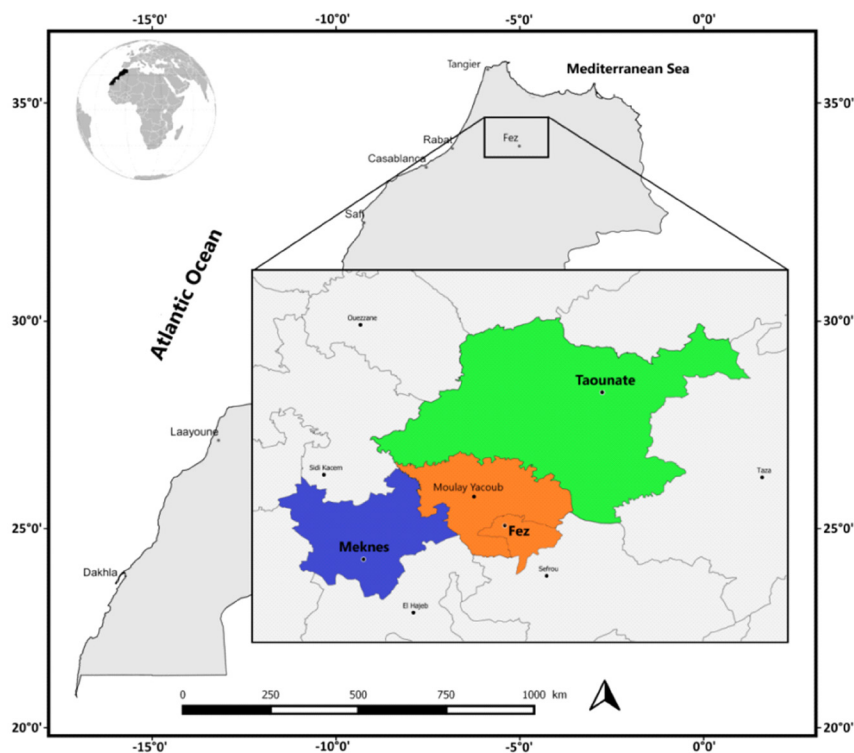 -15°0' -10°0' -5°0' 0°0'
Tangier
Mediterranean Sea
35°0' 35°0'
Rabat
Fez
Casablanca
Safi
Atlantic Ocean
30°0' 30°0'
Ouezzane
Taounate
Laayoune
Sidi Kacem
Taza
Moulay Yacoub
25°0' 25°0'
Fez
Meknes
Dakhla
Sefrou
El Hajeb
0 250 500 750 1000 km
20°0' 20°0'
-15°0' -10°0' -5°0' 0°0'